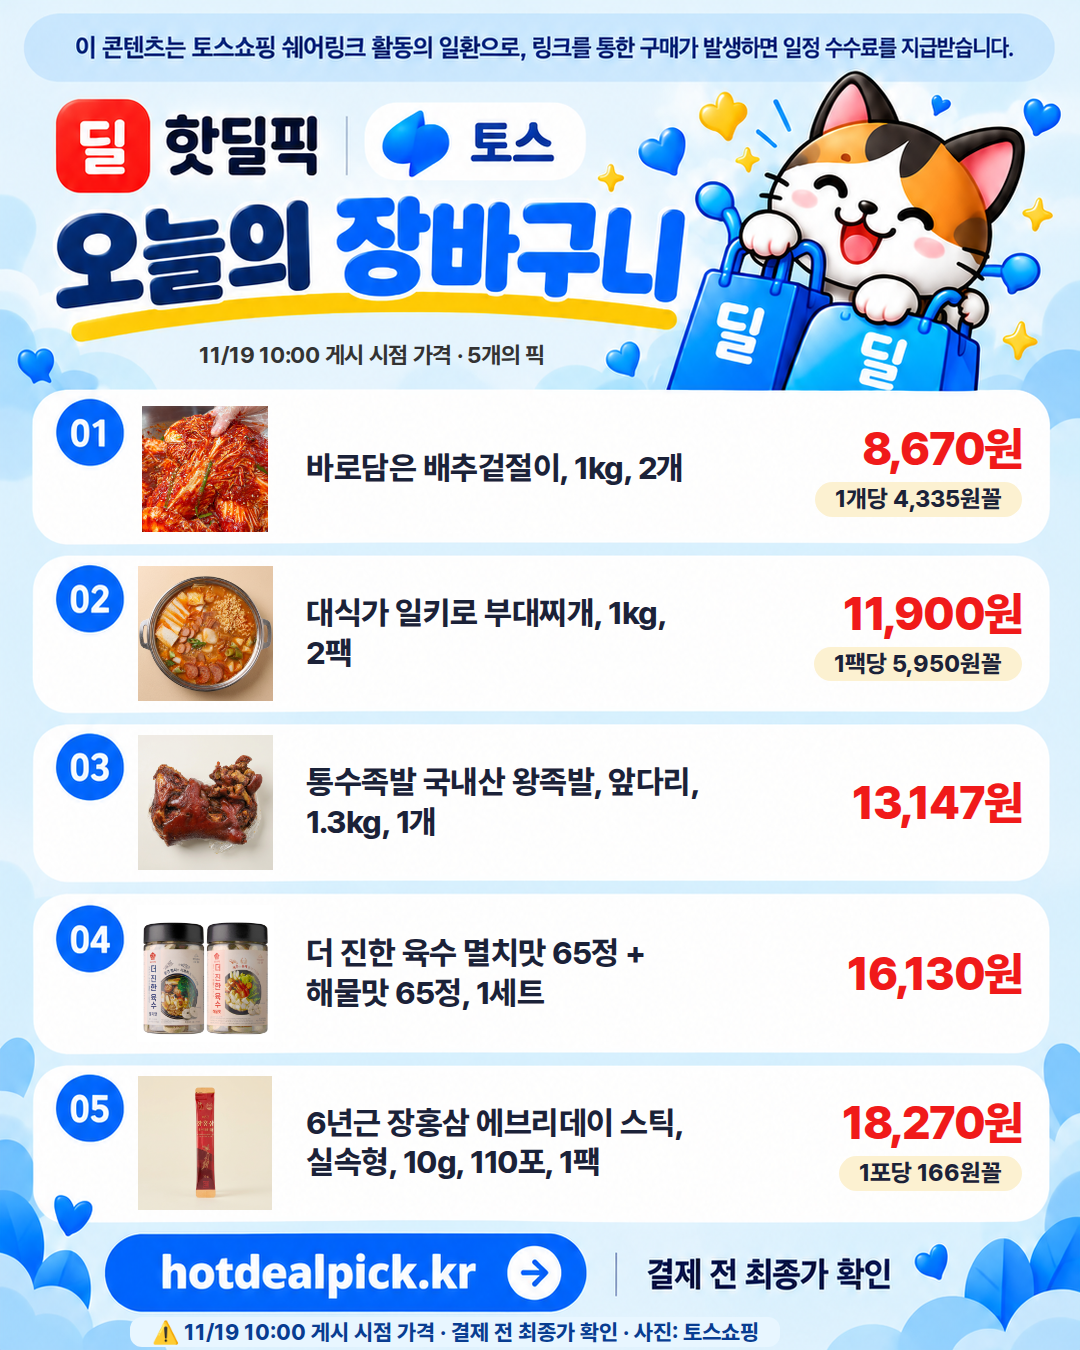 이 콘텐츠는 토스쇼핑 쉐어링크 활동의 일환으로, 링크를 통한 구매가 발생하면 일정 수수료를 지급받습니다.
딜 핫딜픽 토스
오늘의 장바구니
딜
딜
11/19 10:00 게시 시점 가격 · 5개의 픽
01
바로담은 배추겉절이, 1kg, 2개
8,670원
1개당 4,335원꼴
02
대식가 일키로 부대찌개, 1kg,
2팩
11,900원
1팩당 5,950원꼴
03
통수족발 국내산 왕족발, 앞다리,
1.3kg, 1개
13,147원
04
더진한육수
더진한육수
더 진한 육수 멸치맛 65정 +
해물맛 65정, 1세트
16,130원
05
장홍삼
6년근 장홍삼 에브리데이 스틱,
실속형, 10g, 110포, 1팩
18,270원
1포당 166원꼴
hotdealpick.kr
결제 전 최종가 확인
⚠️ 11/19 10:00 게시 시점 가격 · 결제 전 최종가 확인 · 사진: 토스쇼핑